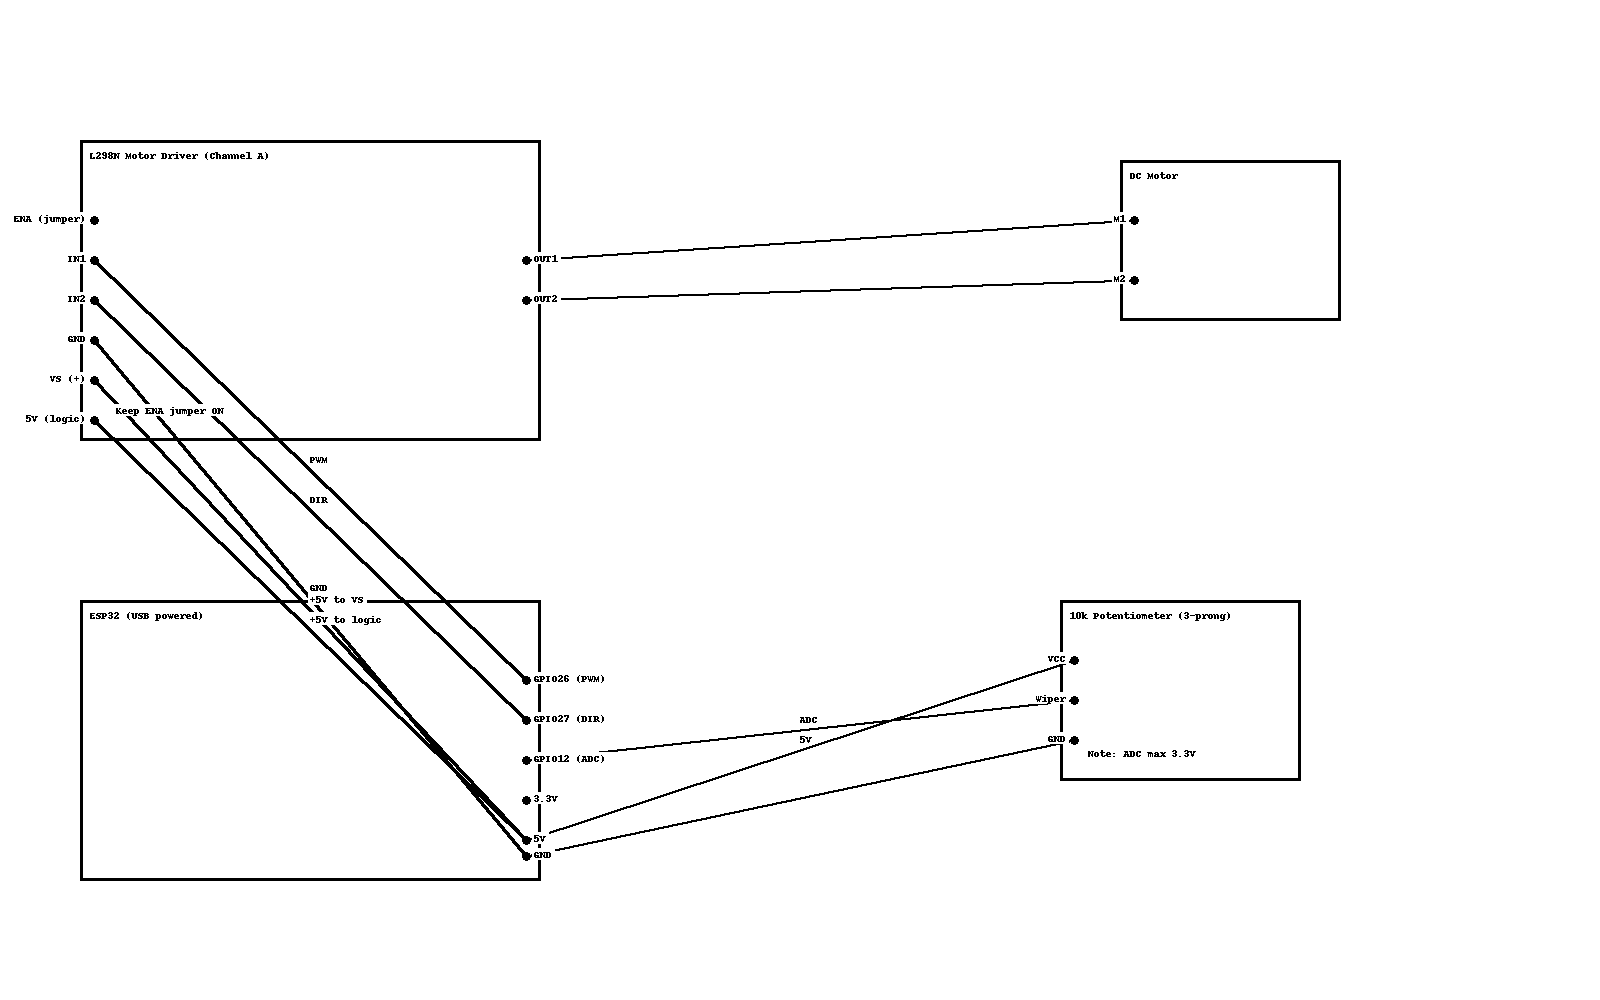 L298N Motor Driver (Channel A)
DC Motor
ENA (jumper)
M1
IN1
OUT1
M2
IN2
OUT2
GND
VS (+)
Keep ENA jumper ON
5V (logic)
PWM
DIR
GND
+5V to VS
+5V to logic
ESP32 (USB powered)
10k Potentiometer (3-prong)
VCC
GPIO26 (PWM)
Wiper
GPIO27 (DIR)
ADC
5V
GND
Note: ADC max 3.3V
GPIO12 (ADC)
3.3V
5V
GND